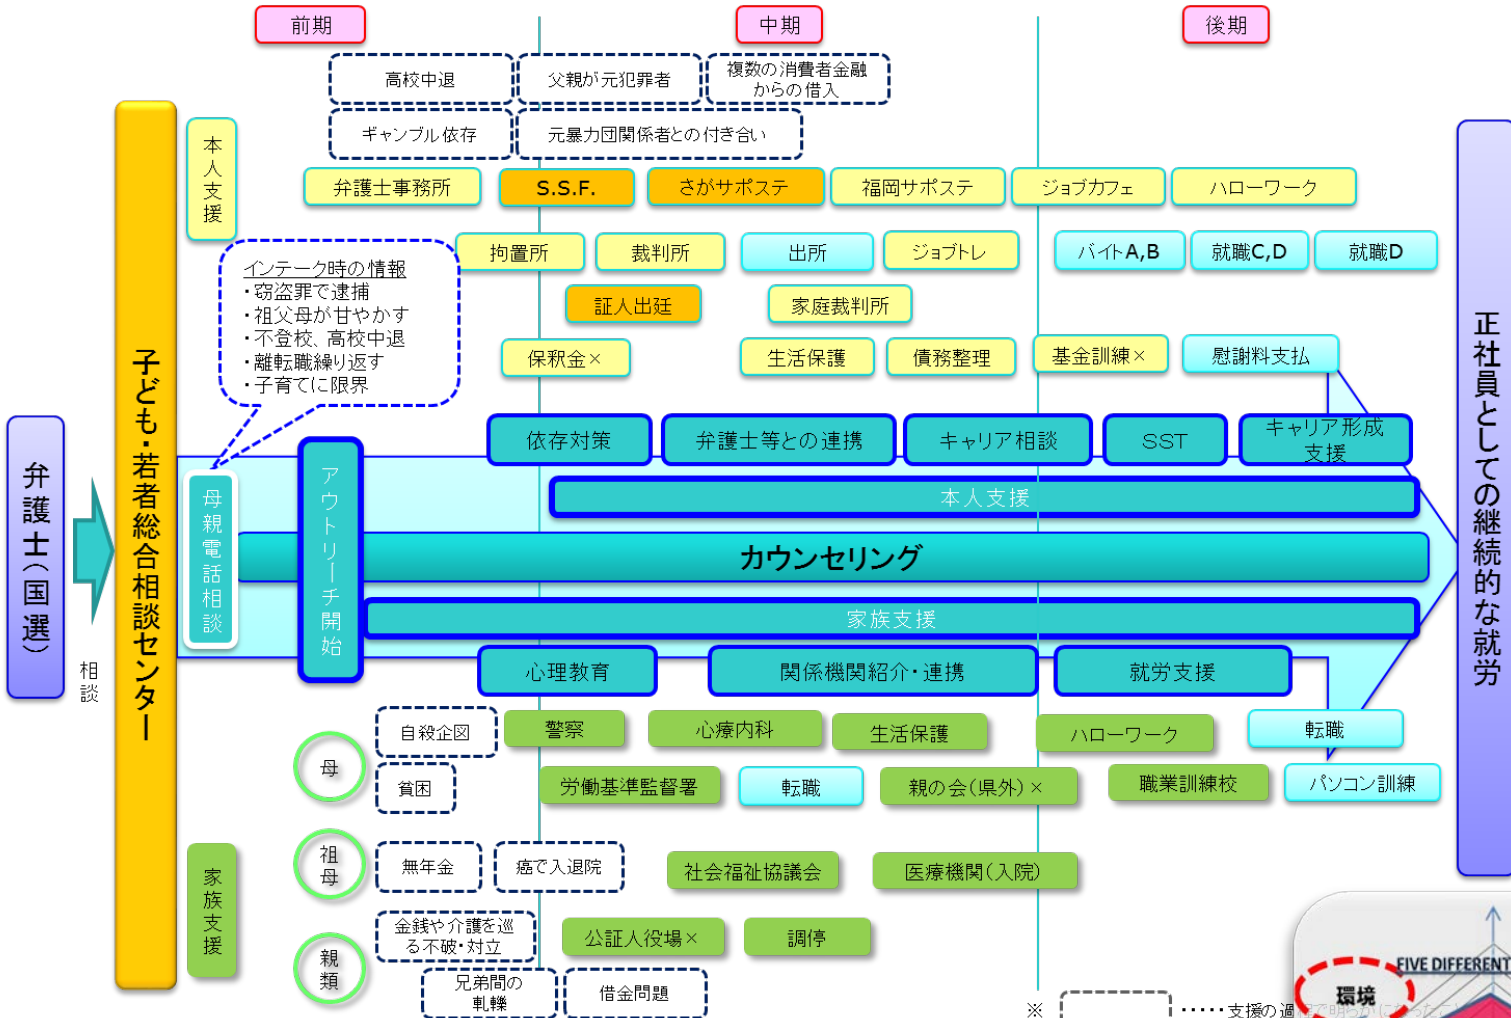 前期
中期
後期
高校中退
父親が元犯罪者
複数の消費者金融
からの借入
ギャンブル依存
元暴力団関係者との付き合い
本人支援
弁護士事務所
S.S.F.
さがサポステ
福岡サポステ
ジョブカフェ
ハローワーク
拘置所
裁判所
出所
ジョブトレ
バイトA,B
就職C,D
就職D
インテーク時の情報
・窃盗罪で逮捕
・祖父母が甘やかす
・不登校、高校中退
・離転職繰り返す
・子育てに限界
証人出廷
家庭裁判所
保釈金×
生活保護
債務整理
基金訓練×
慰謝料支払
弁護士(国選)
相談
子ども・若者総合相談センター
母親電話相談
アウトリーチ開始
依存対策
弁護士等との連携
キャリア相談
SST
キャリア形成
支援
本人支援
カウンセリング
家族支援
心理教育
関係機関紹介・連携
就労支援
正社員としての継続的な就労
母
自殺企図
警察
心療内科
生活保護
ハローワーク
転職
貧困
労働基準監督署
転職
親の会(県外)×
職業訓練校
パソコン訓練
家族支援
祖母
無年金
癌で入退院
社会福祉協議会
医療機関(入院)
親類
金銭や介護を巡
る不破・対立
公証人役場×
調停
兄弟間の
軋轢
借金問題
FIVE DIFFERENT
環境
※
‥‥‥支援の過程で明らかになったこと